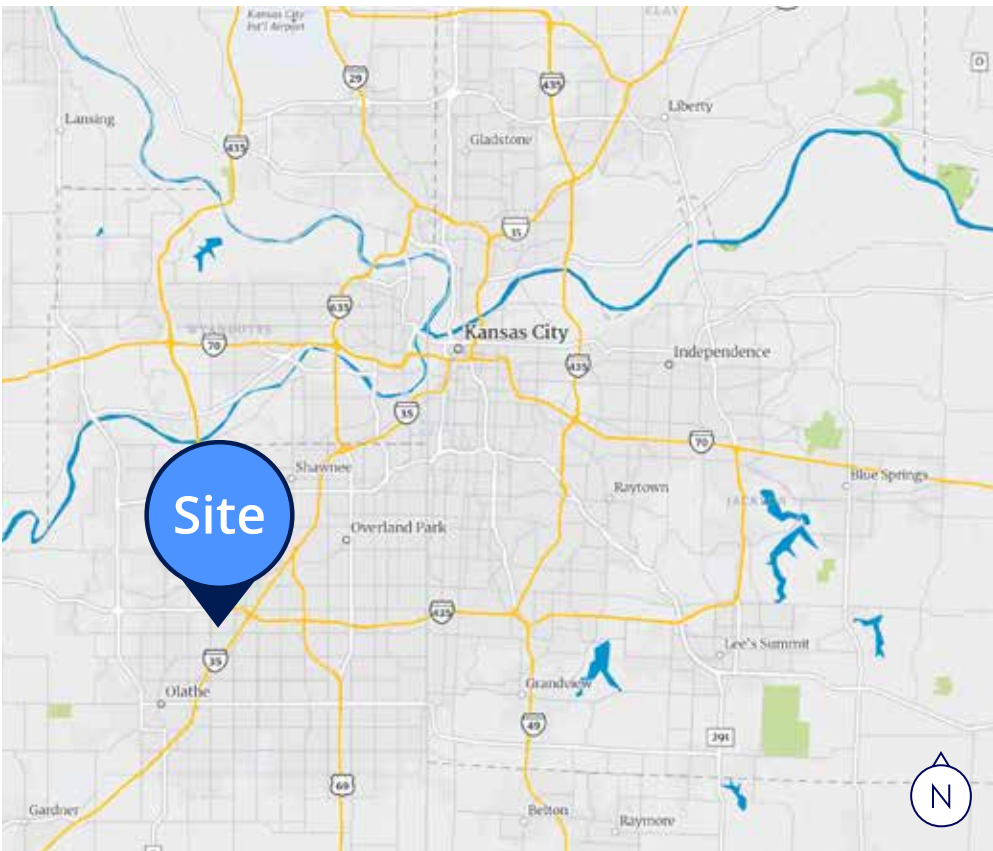 Kansas City
Int'l Airport
CLAY
29
435
D
Liberty
Lansing
Gladstone
435
35
635
WYANDOTTE
Kansas City
70
Independence
435
35
70
Shawnee
Blue Springs
Raytown
JACKSON
Site
Overland Park
435
Lee's Summit
35
Olathe
Grandview
49
291
69
N
Gardner
Belton
Raymore